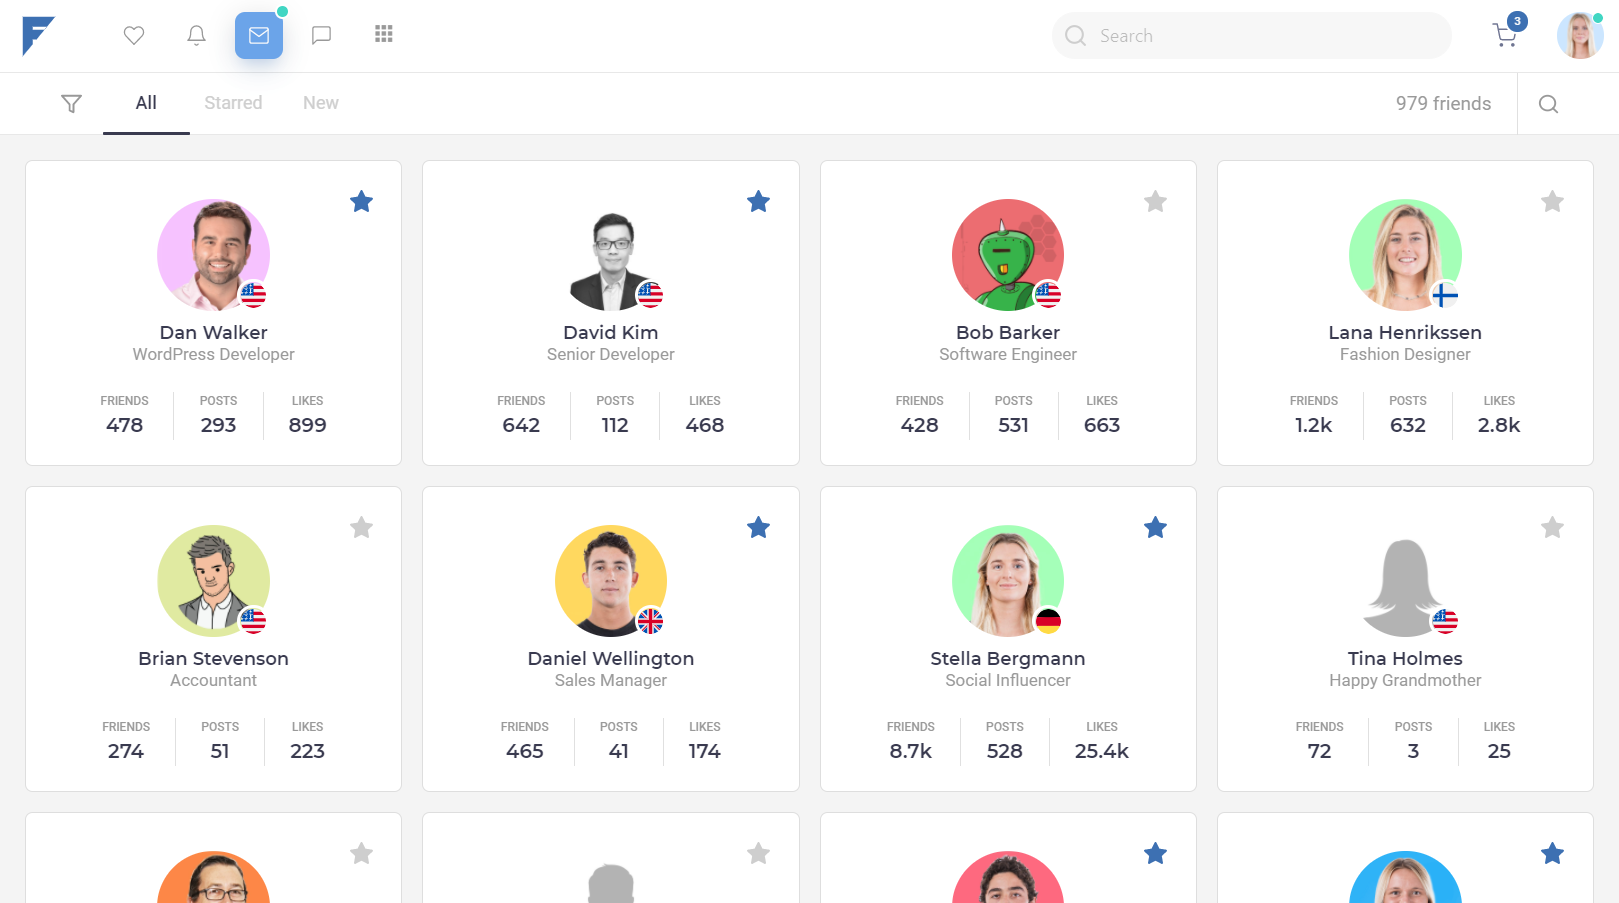 Search
3
All
Starred
New
979 friends
Dan Walker
WordPress Developer
FRIENDS POSTS LIKES
478 293 899
David Kim
Senior Developer
FRIENDS POSTS LIKES
642 112 468
Bob Barker
Software Engineer
FRIENDS POSTS LIKES
428 531 663
Lana Henrikssen
Fashion Designer
FRIENDS POSTS LIKES
1.2k 632 2.8k
Brian Stevenson
Accountant
FRIENDS POSTS LIKES
274 51 223
Daniel Wellington
Sales Manager
FRIENDS POSTS LIKES
465 41 174
Stella Bergmann
Social Influencer
FRIENDS POSTS LIKES
8.7k 528 25.4k
Tina Holmes
Happy Grandmother
FRIENDS POSTS LIKES
72 3 25